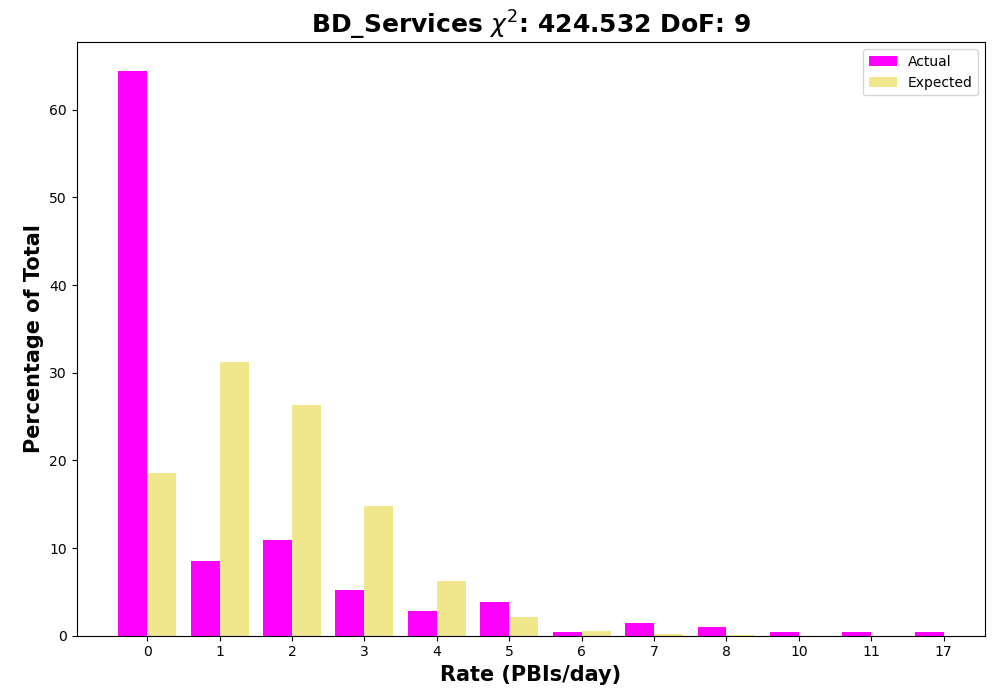 BD_Services χ²: 424.532 DoF: 9
Actual
Expected
Percentage of Total
60
50
40
30
20
10
0
0 1 2 3 4 5 6 7 8 10 11 17
Rate (PBIs/day)